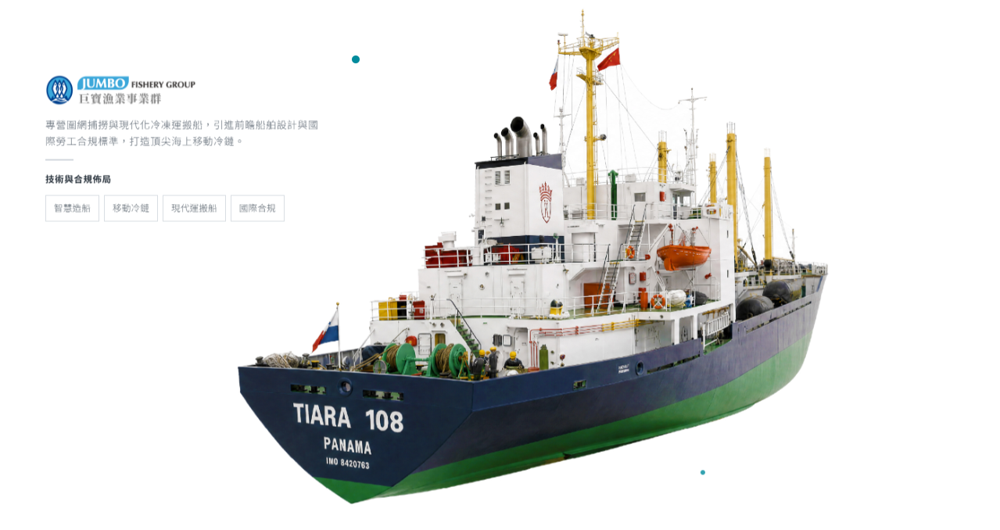 JUMBO FISHERY GROUP
巨寶漁業事業群
專營圍網捕撈與現代化冷凍運搬船，引進前瞻船舶設計與國
際勞工合規標準，打造頂尖海上移動冷鏈。
技術與合規佈局
智慧造船 移動冷鏈 現代運搬船 國際合規
TIARA 108
PANAMA
IMO 8420763